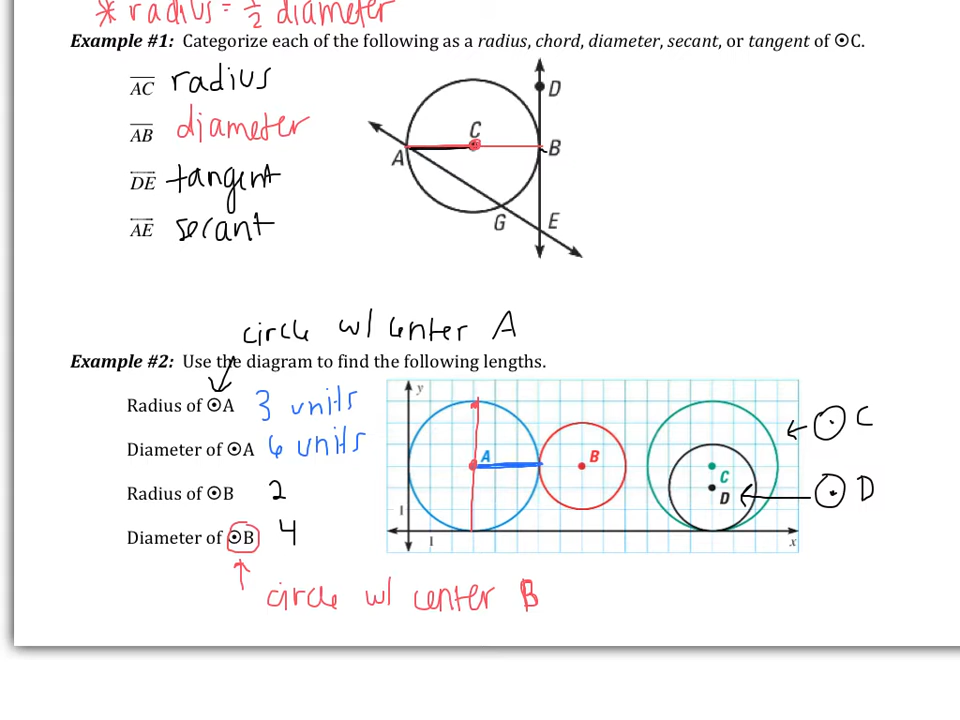 * radius = 1/2 diameter
Example #1: Categorize each of the following as a radius, chord, diameter, secant, or tangent of ⊙C.
AC radius
AB diameter
DE tangent
AE secant
D
C
B
A
G
E
circle w/ center A
Example #2: Use the diagram to find the following lengths.
Radius of ⊙A 3 units
Diameter of ⊙A 6 units
Radius of ⊙B 2
Diameter of ⊙B 4
circle w/ center B
y
A
B
C
D
1
1
x
⊙ C
⊙ D